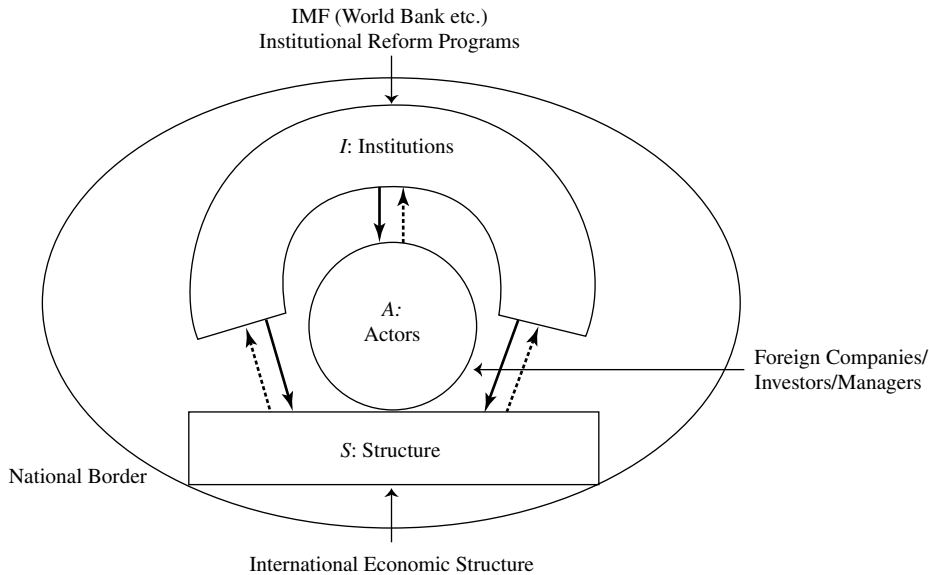 IMF (World Bank etc.)
Institutional Reform Programs
I: Institutions
A:
Actors
Foreign Companies/
Investors/Managers
S: Structure
National Border
International Economic Structure